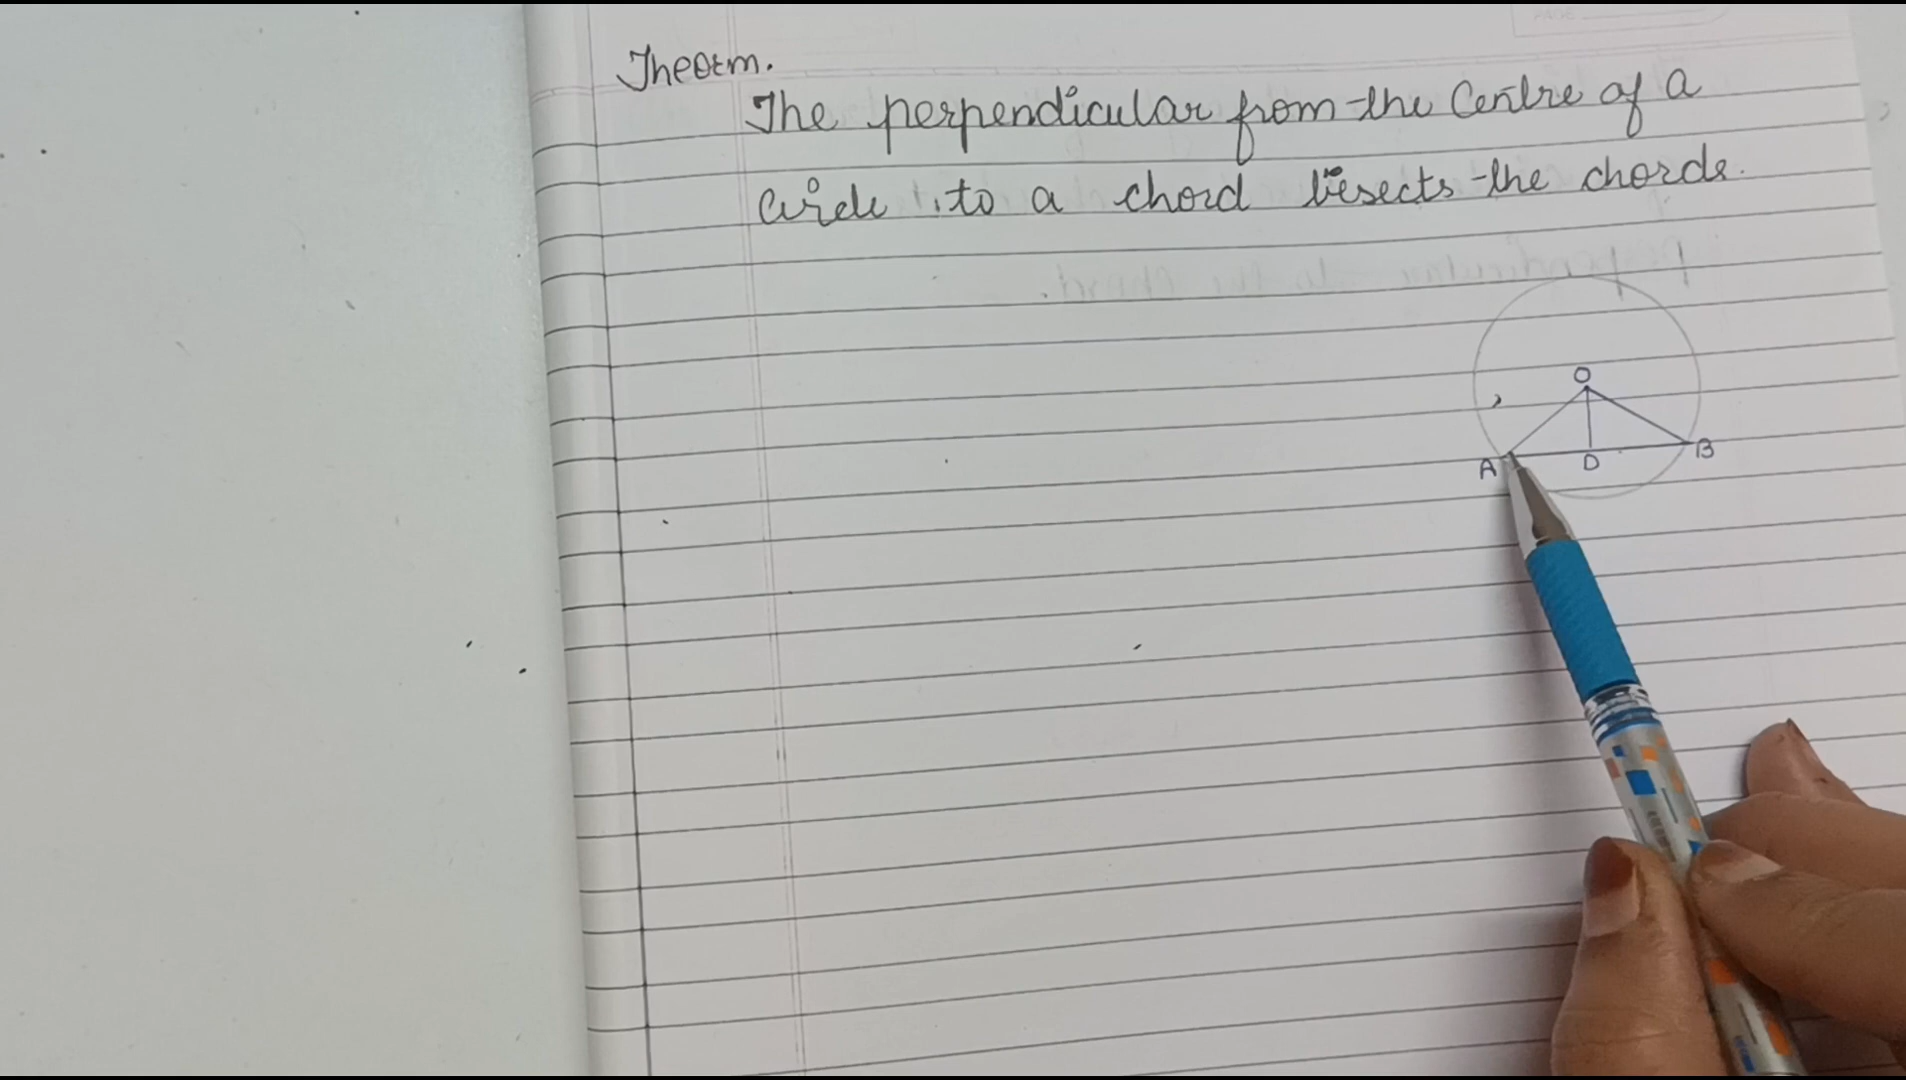 Theorm.
The perpendicular from the Centre of a
circle to a chord bisects the chords.
O
A D B